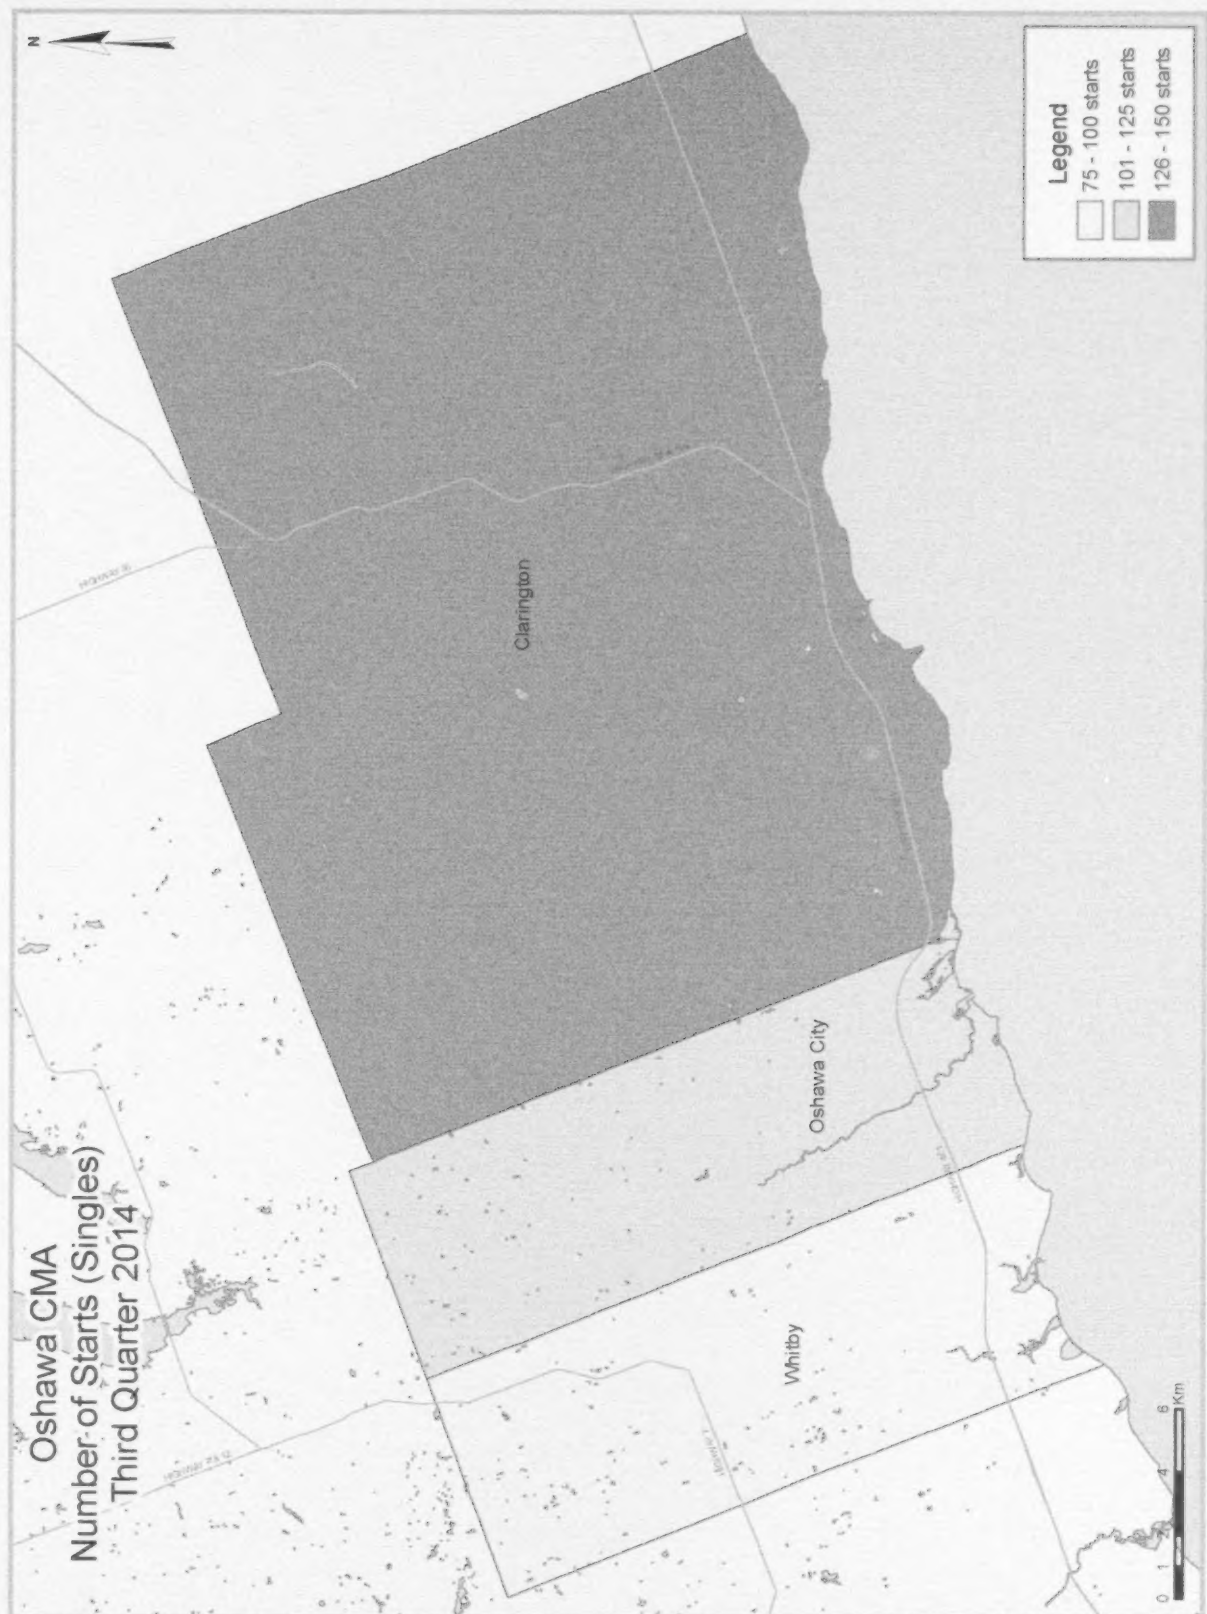 Oshawa CMA
Number of Starts (Singles)
Third Quarter 2014
N
Clarington
Oshawa City
Whitby
Legend
75 - 100 starts
101 - 125 starts
126 - 150 starts
0 1 2 4 6
Km